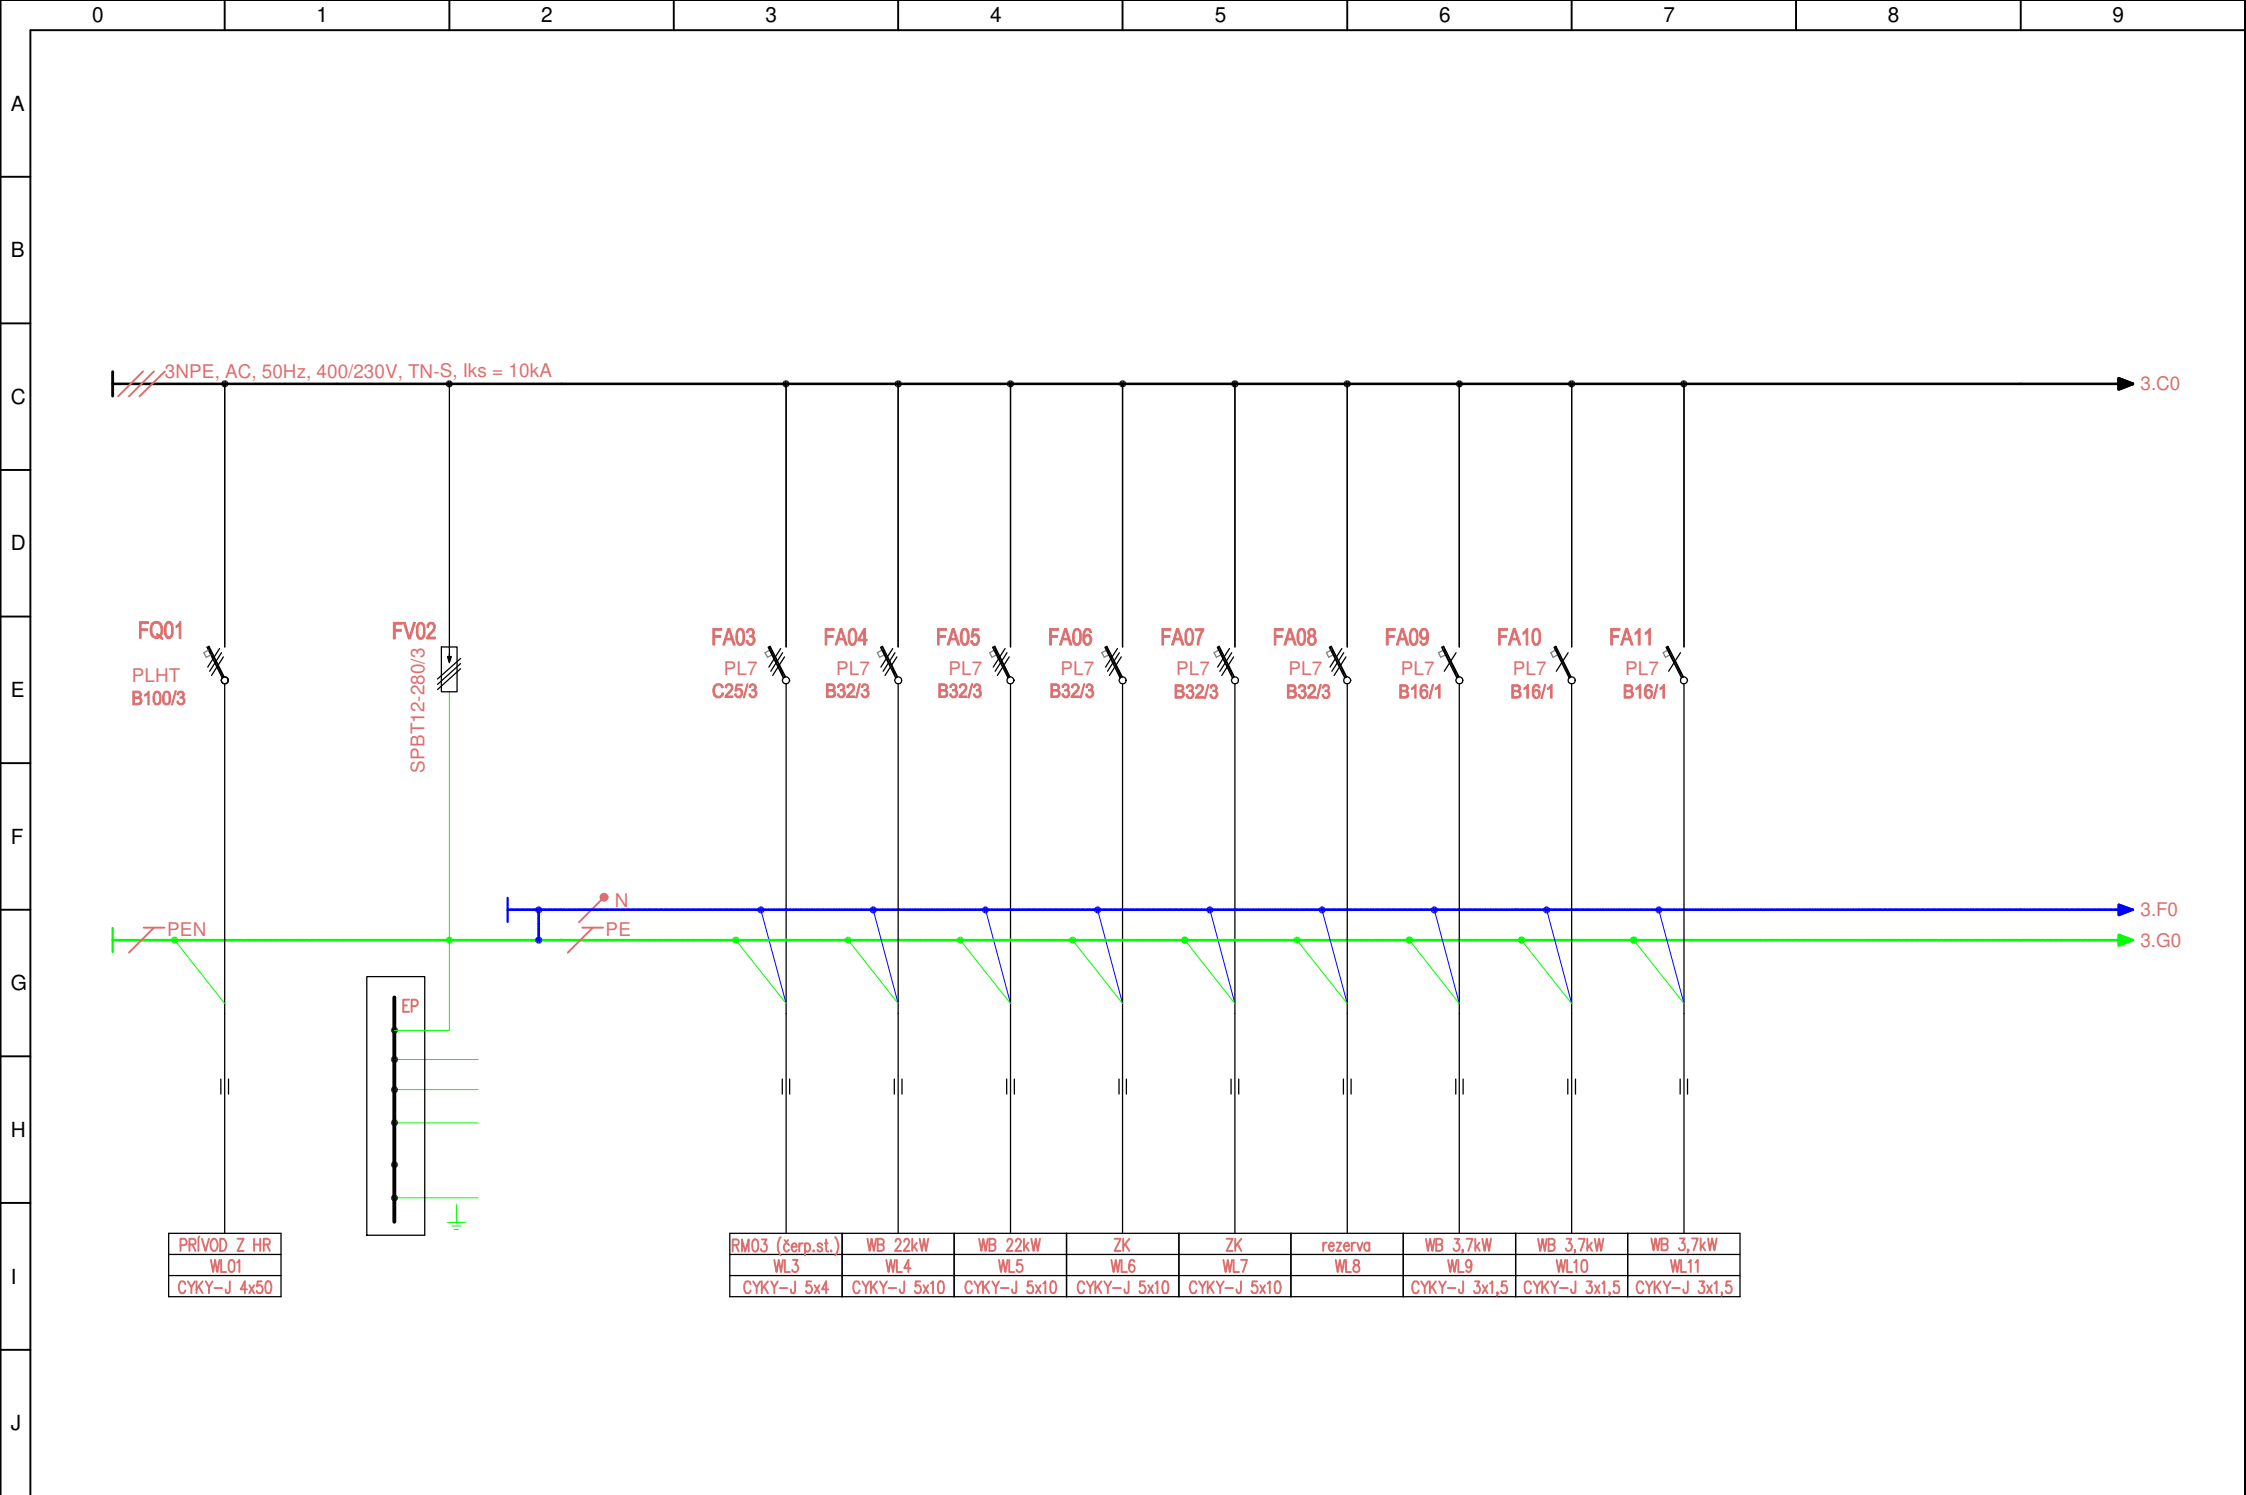 0 1 2 3 4 5 6 7 8 9
A
B
C
D
E
F
G
H
I
J
3NPE, AC, 50Hz, 400/230V, TN-S, Iks = 10kA
3.C0
FQ01
PLHT
B100/3
FV02
SPBT12-280/3
FA03
PL7
C25/3
FA04
PL7
B32/3
FA05
PL7
B32/3
FA06
PL7
B32/3
FA07
PL7
B32/3
FA08
PL7
B32/3
FA09
PL7
B16/1
FA10
PL7
B16/1
FA11
PL7
B16/1
N
3.F0
PEN
PE
3.G0
EP
PRÍVOD Z HR
WL01
CYKY-J 4x50
RM03 (čerp.st.) WB 22kW WB 22kW ZK ZK rezerva WB 3,7kW WB 3,7kW WB 3,7kW
WL3 WL4 WL5 WL6 WL7 WL8 WL9 WL10 WL11
CYKY-J 5x4 CYKY-J 5x10 CYKY-J 5x10 CYKY-J 5x10 CYKY-J 5x10 CYKY-J 3x1,5 CYKY-J 3x1,5 CYKY-J 3x1,5